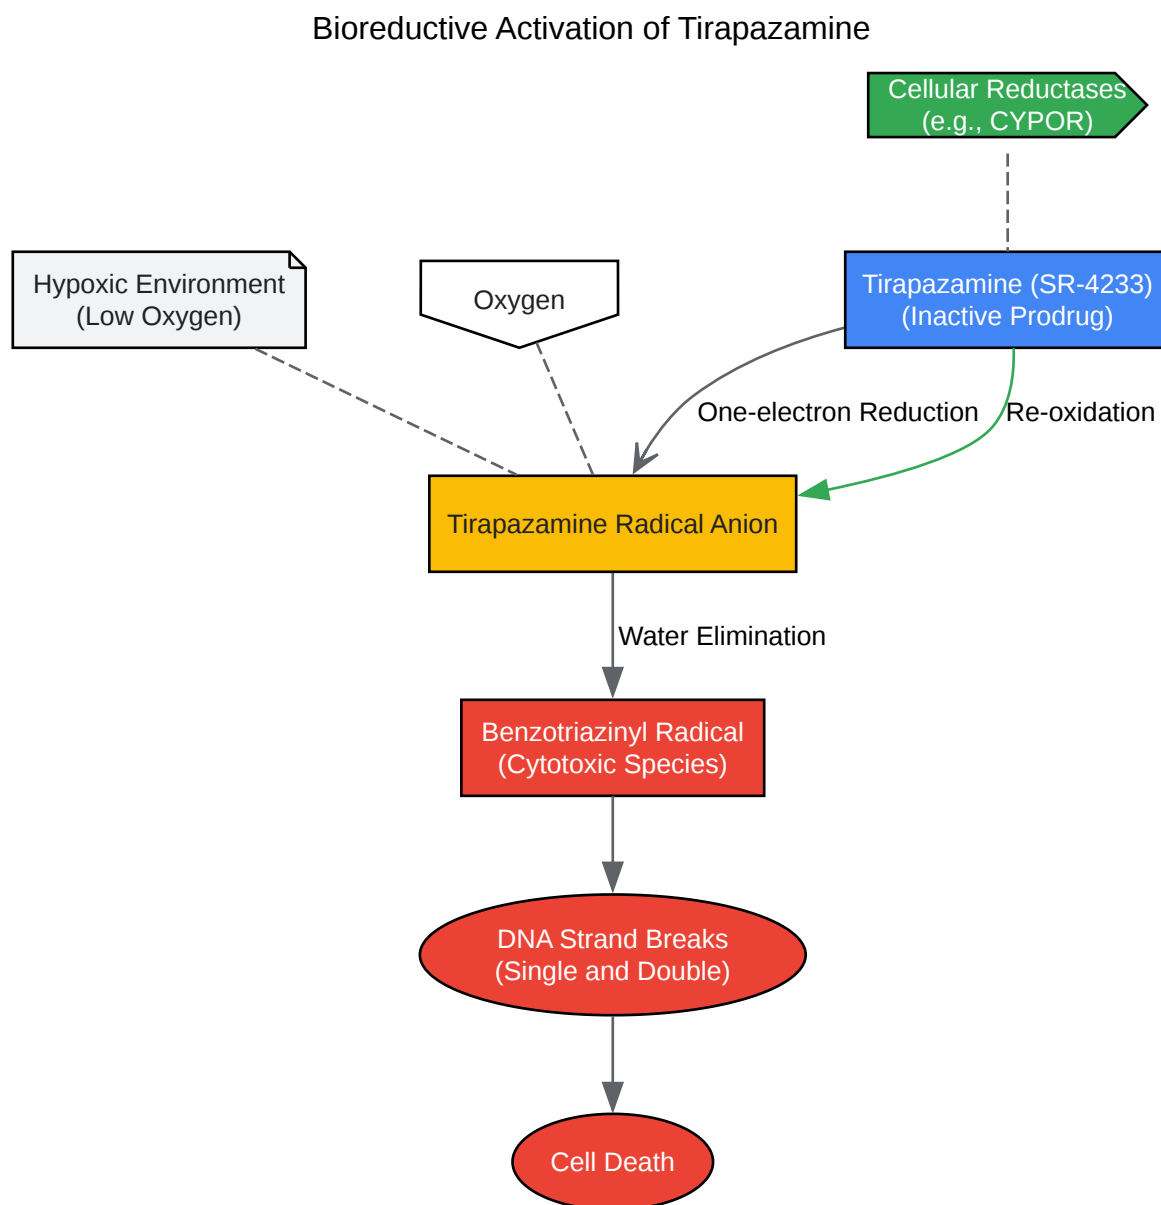 Bioreductive Activation of Tirapazamine
Cellular Reductases
(e.g., CYPOR)
Hypoxic Environment
(Low Oxygen)
Oxygen
Tirapazamine (SR-4233)
(Inactive Prodrug)
One-electron Reduction
Re-oxidation
Tirapazamine Radical Anion
Water Elimination
Benzotriazinyl Radical
(Cytotoxic Species)
DNA Strand Breaks
(Single and Double)
Cell Death